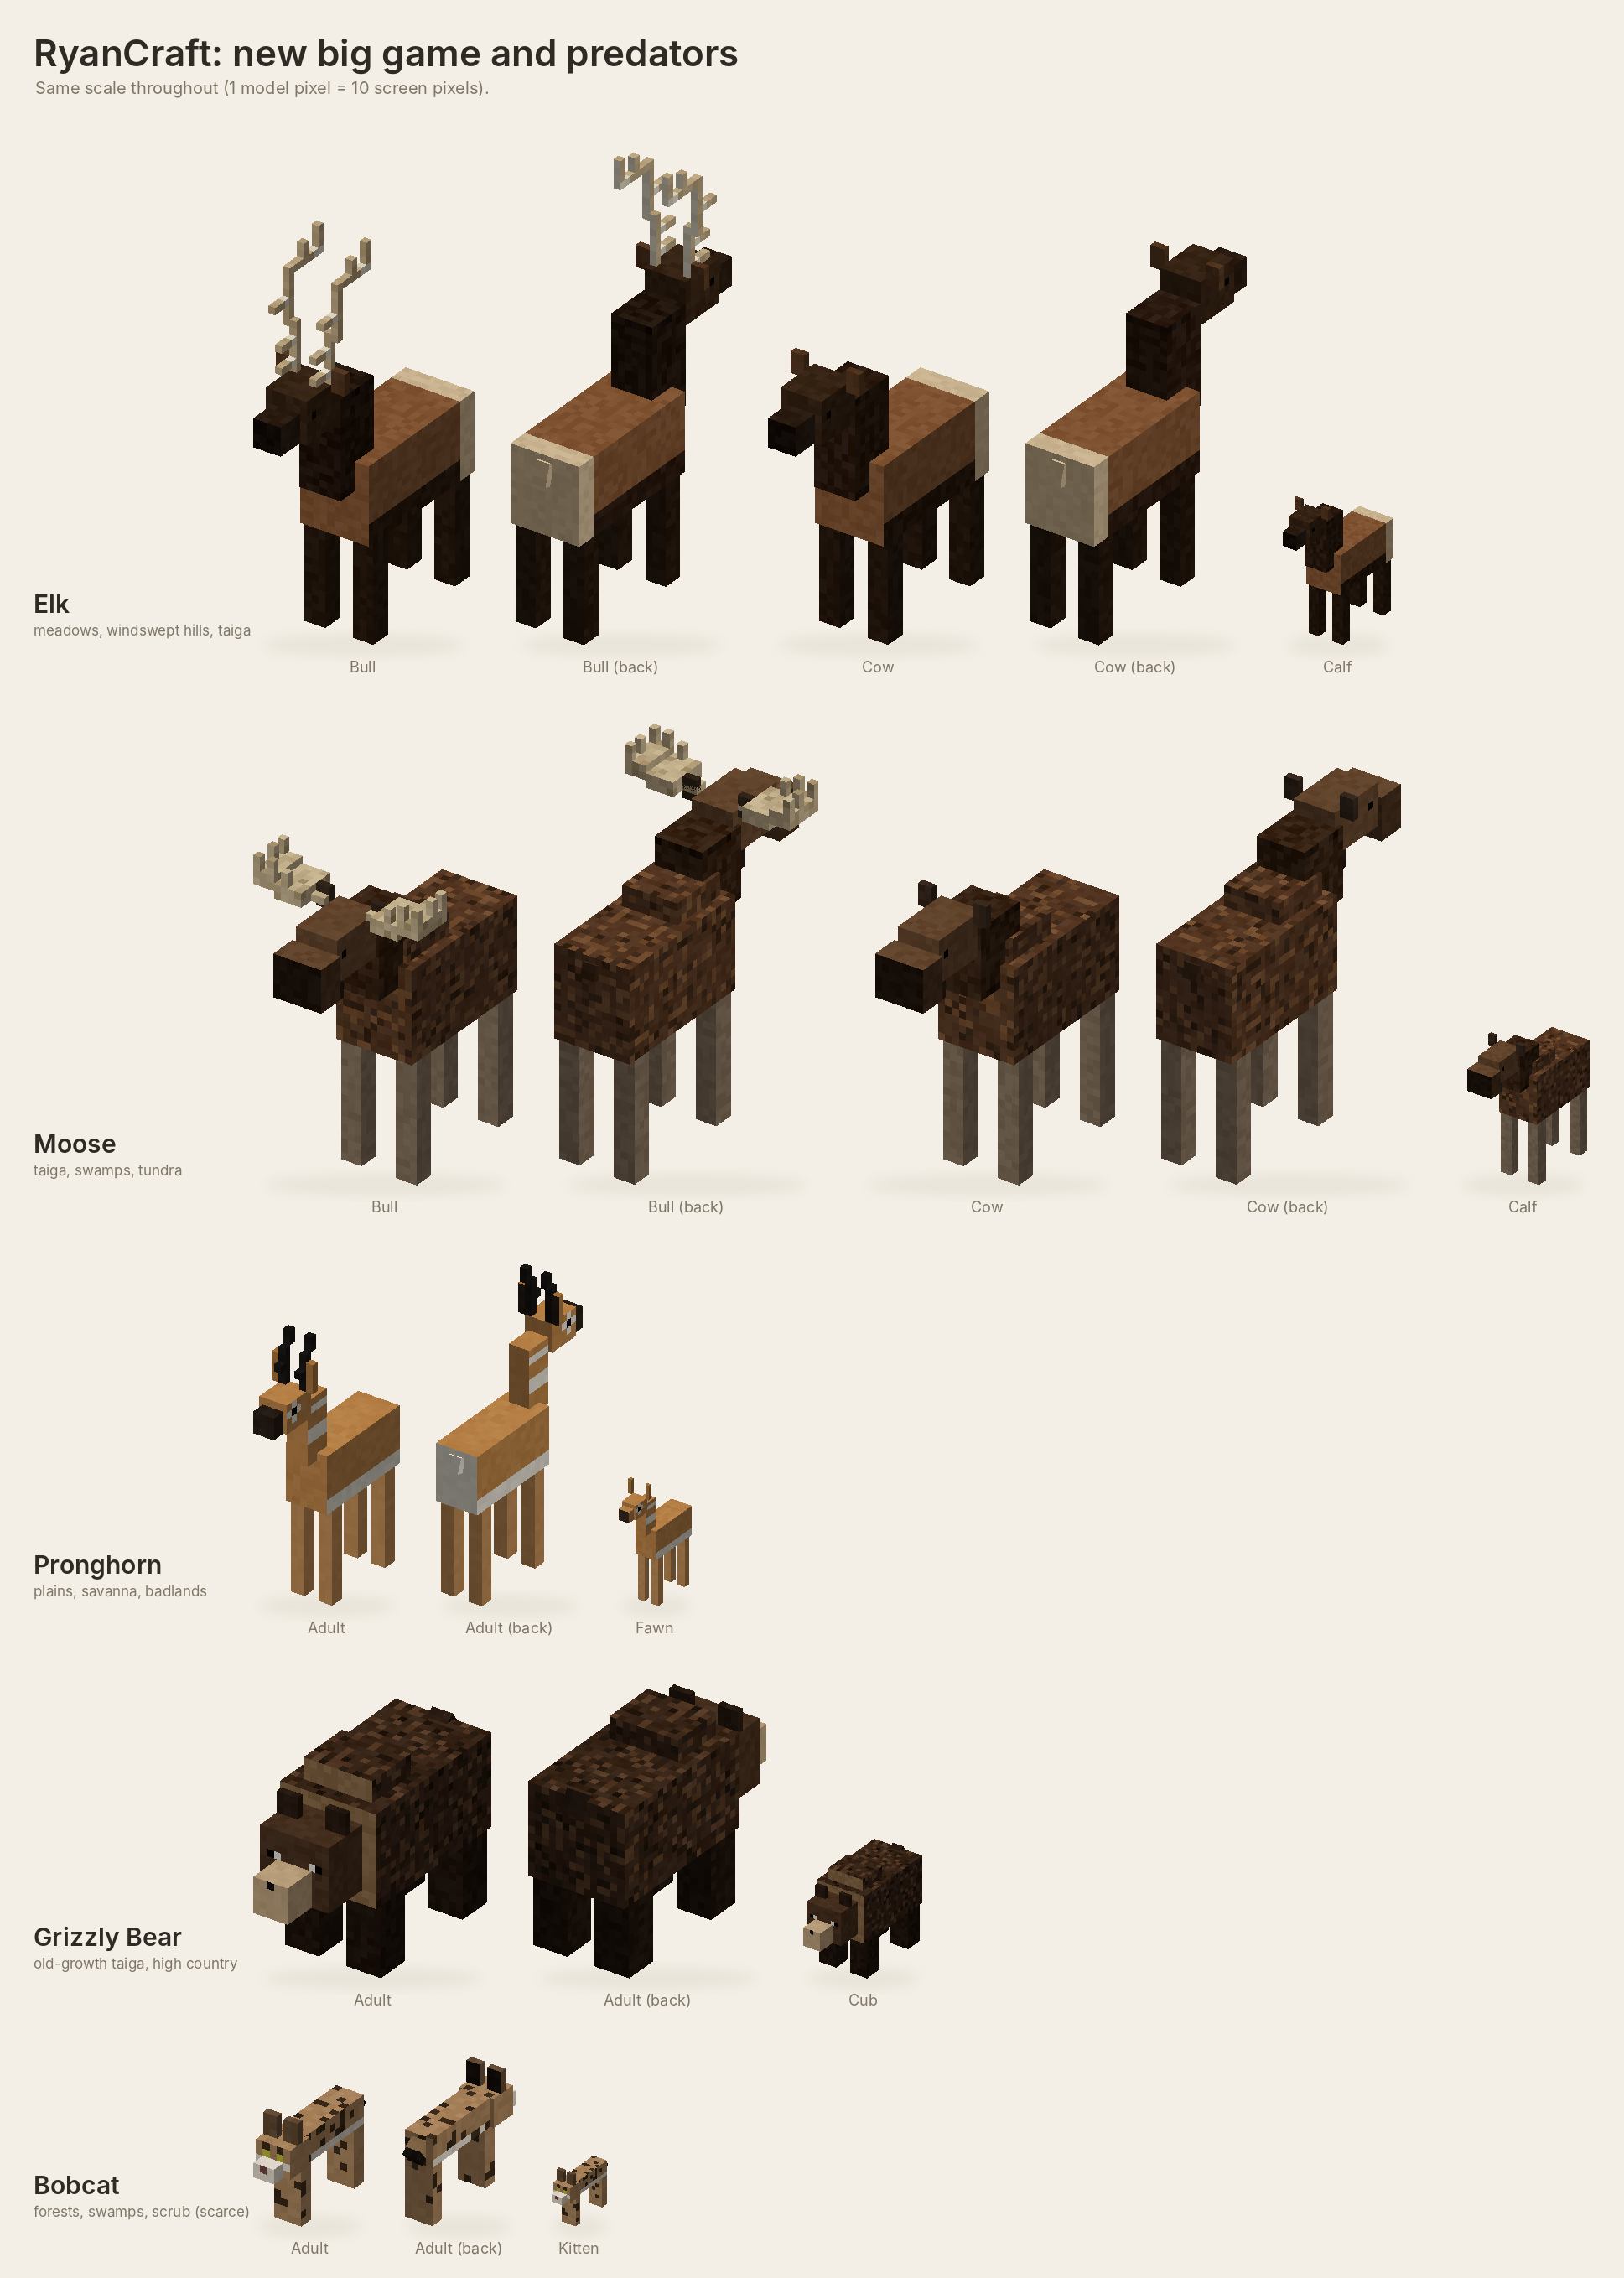 RyanCraft: new big game and predators
Same scale throughout (1 model pixel = 10 screen pixels).
Elk
meadows, windswept hills, taiga
Bull
Bull (back)
Cow
Cow (back)
Calf
Moose
taiga, swamps, tundra
Bull
Bull (back)
Cow
Cow (back)
Calf
Pronghorn
plains, savanna, badlands
Adult
Adult (back)
Fawn
Grizzly Bear
old-growth taiga, high country
Adult
Adult (back)
Cub
Bobcat
forests, swamps, scrub (scarce)
Adult
Adult (back)
Kitten